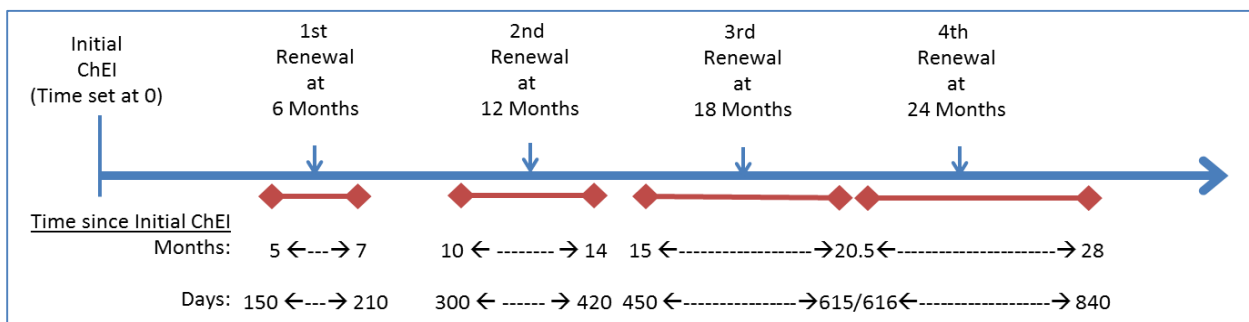 Initial
ChEI
(Time set at 0)
1st
Renewal
at
6 Months
2nd
Renewal
at
12 Months
3rd
Renewal
at
18 Months
4th
Renewal
at
24 Months
Time since Initial ChEI
Months: 5 ←---→ 7 10 ← --------→ 14 15 ←--------------------→ 20.5←----------------------→ 28
Days: 150 ←---→ 210 300 ← ------ → 420 450 ←----------------→ 615/616←------------------→ 840